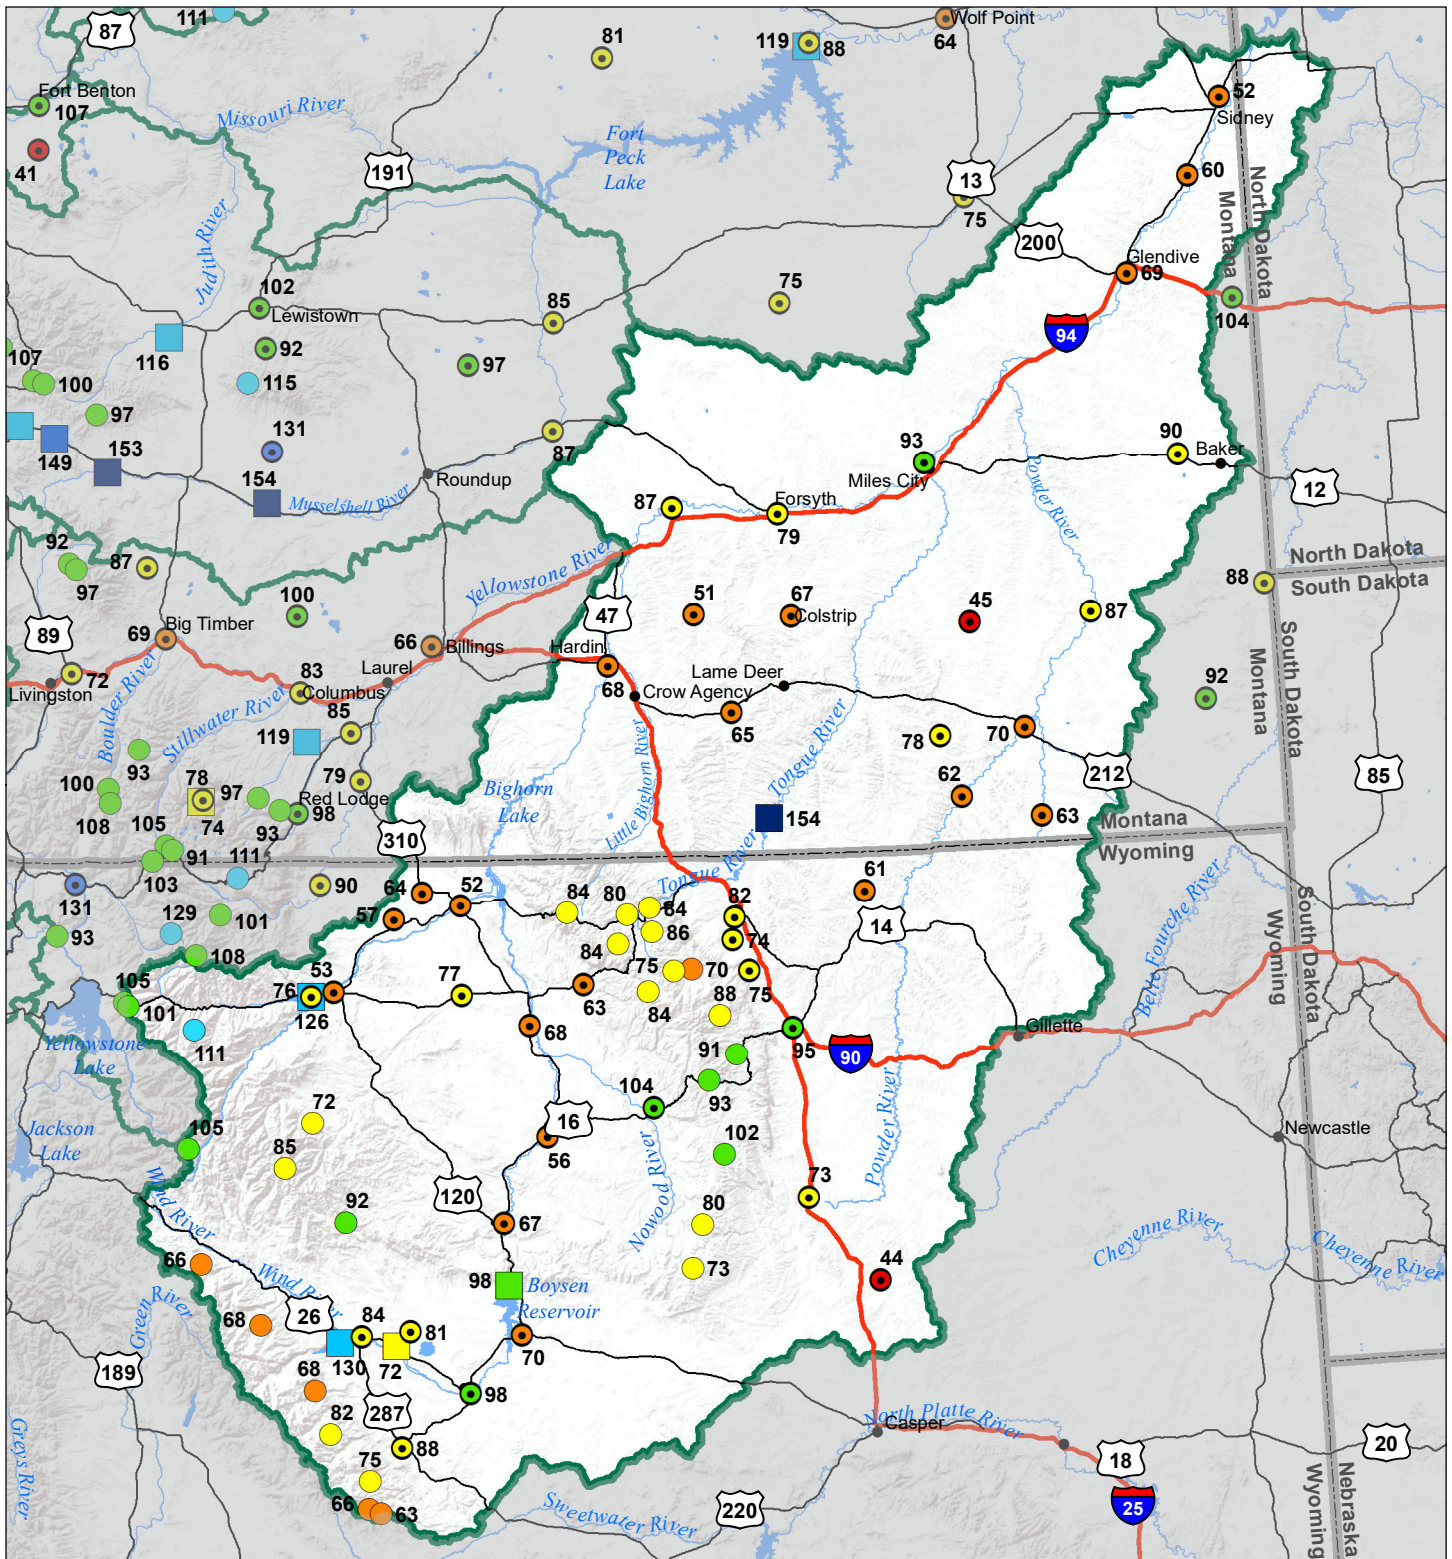 111
87
81
119
88
Wolf Point
64
Fort Benton
107
52
Sidney
Missouri River
Fort
Peck
Lake
41
191
13
60
North Dakota
Montana
75
Judith River
200
Glendive
69
102
Lewistown
85
75
104
94
116
107
92
97
100
115
97
131
87
93
90
Baker
149
153
Miles City
154
Musselshell River
Roundup
Powder River
12
87
Forsyth
79
92
87
97
Yellowstone River
North Dakota
South Dakota
88
100
51
67
Colstrip
45
87
47
89
Big Timber
69
66
Billings
Hardin
South Dakota
Montana
Laurel
Lame Deer
72
Livingston
83
Columbus
68
Crow Agency
92
Boulder River
Stillwater River
85
65
119
78
70
93
Little Bighorn River
Tongue River
212
85
100
78
97
79
Bighorn
Lake
62
108
74
93
Red Lodge
98
154
63
310
Montana
Wyoming
105
91
103
111
Tongue River
61
131
90
64
52
84
80
84
82
South Dakota
Wyoming
129
101
57
86
74
14
Belle Fourche River
93
84
108
53
77
75
70
75
105
76
63
84
101
126
88
111
68
95
Gillette
Yellowstone
Lake
91
90
104
93
72
16
Powder River
Jackson
Lake
105
56
102
Newcastle
85
Wind River
120
73
92
67
Nowood River
80
Cheyenne River
Cheyenne River
66
73
44
Wind River
98
Boysen
Reservoir
Green River
26
84
81
68
130
72
70
189
68
98
287
82
North Platte River
Casper
88
20
18
Greys River
75
Nebraska
Wyoming
66
63
Sweetwater River
220
25